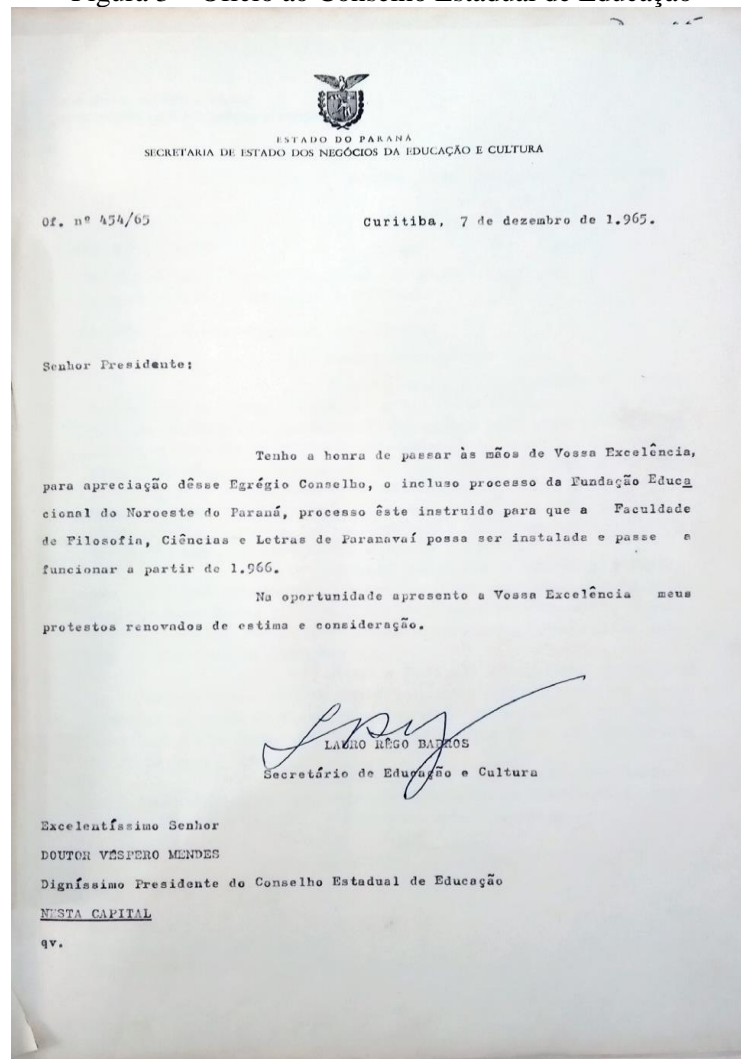 Figura 5 – Ofício ao Conselho Estadual de Educação
ESTADO DO PARANÁ
SECRETARIA DE ESTADO DOS NEGÓCIOS DA EDUCAÇÃO E CULTURA
Of. nº 454/65 Curitiba, 7 de dezembro de 1.965.
Senhor Presidente:
Tenho a honra de passar às mãos de Vossa Excelência,
para apreciação dêsse Egrégio Conselho, o incluso processo da Fundação Educa
cional do Noroeste do Paraná, processo êste instruido para que a Faculdade
de Filosofia, Ciências e Letras de Paranavaí possa ser instalada e passe a
funcionar a partir de 1.966.
Na oportunidade apresento a Vossa Excelência meus
protestos renovados de estima e consideração.
LAURO RÊGO BARROS
Secretário de Educação e Cultura
Excelentíssimo Senhor
DOUTOR VÉSPERO MENDES
Digníssimo Presidente do Conselho Estadual de Educação
NESTA CAPITAL
qv.